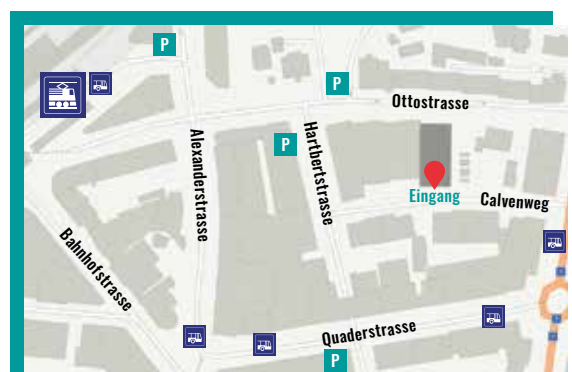 P
P
Ottostrasse
P
Alexanderstrasse
Hartbertstrasse
Eingang
Calvenweg
Bahnhofstrasse
Quaderstrasse
P